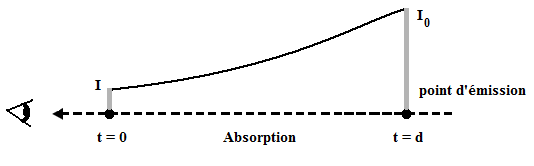 I₀
I
point d'émission
t = 0
Absorption
t = d